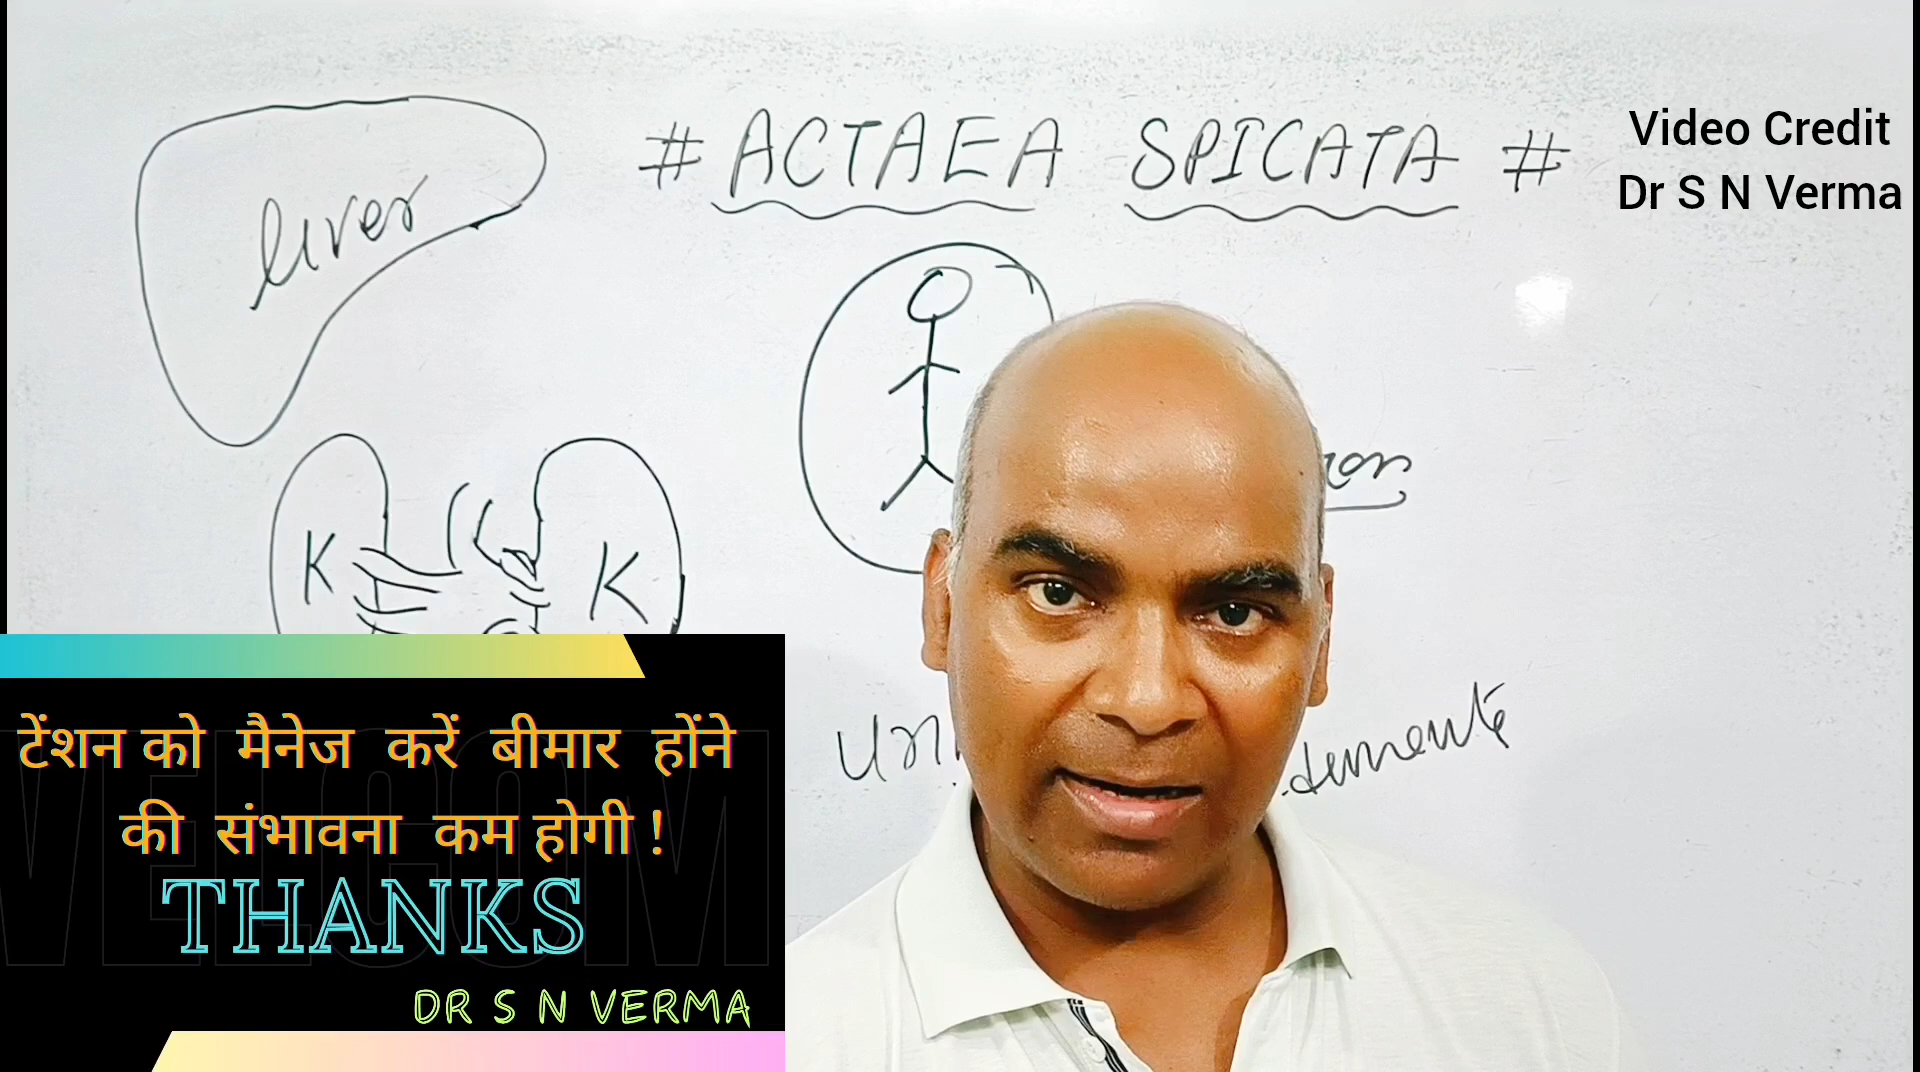 # ACTAEA SPICATA #
Video Credit
Dr S N Verma
liver
K
K
टेंशन को मैनेज करें बीमार होंने
की संभावना कम होगी !
THANKS
DR S N VERMA